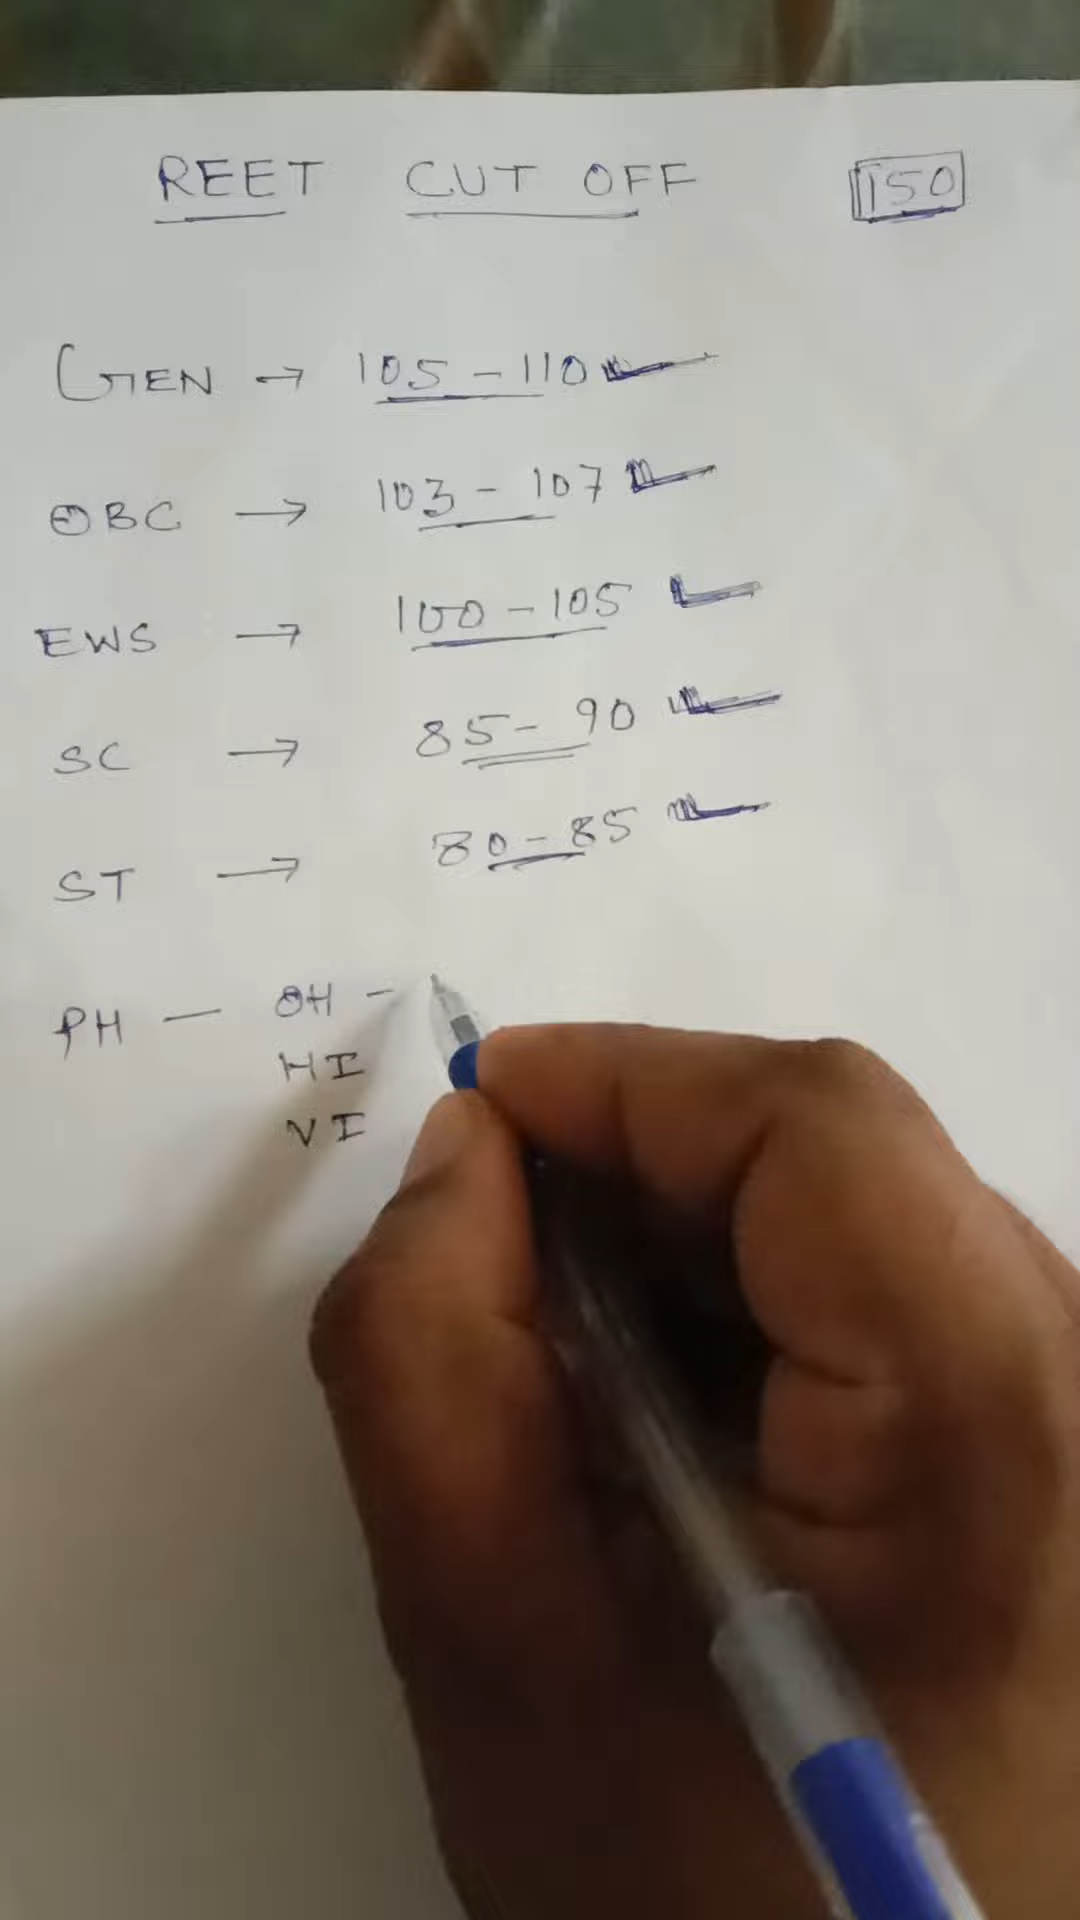 REET CUT OFF 150
GEN → 105 - 110
OBC → 103 - 107
EWS → 100 - 105
SC → 85 - 90
ST → 80 - 85
PH — OH -
HI
VI